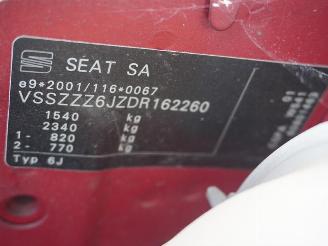 SEAT SA
e9*2001/116*0067
VSSZZZ6JZDR162260
1540 kg
2340 kg
1- 820 kg
2- 770 kg
Typ 6J